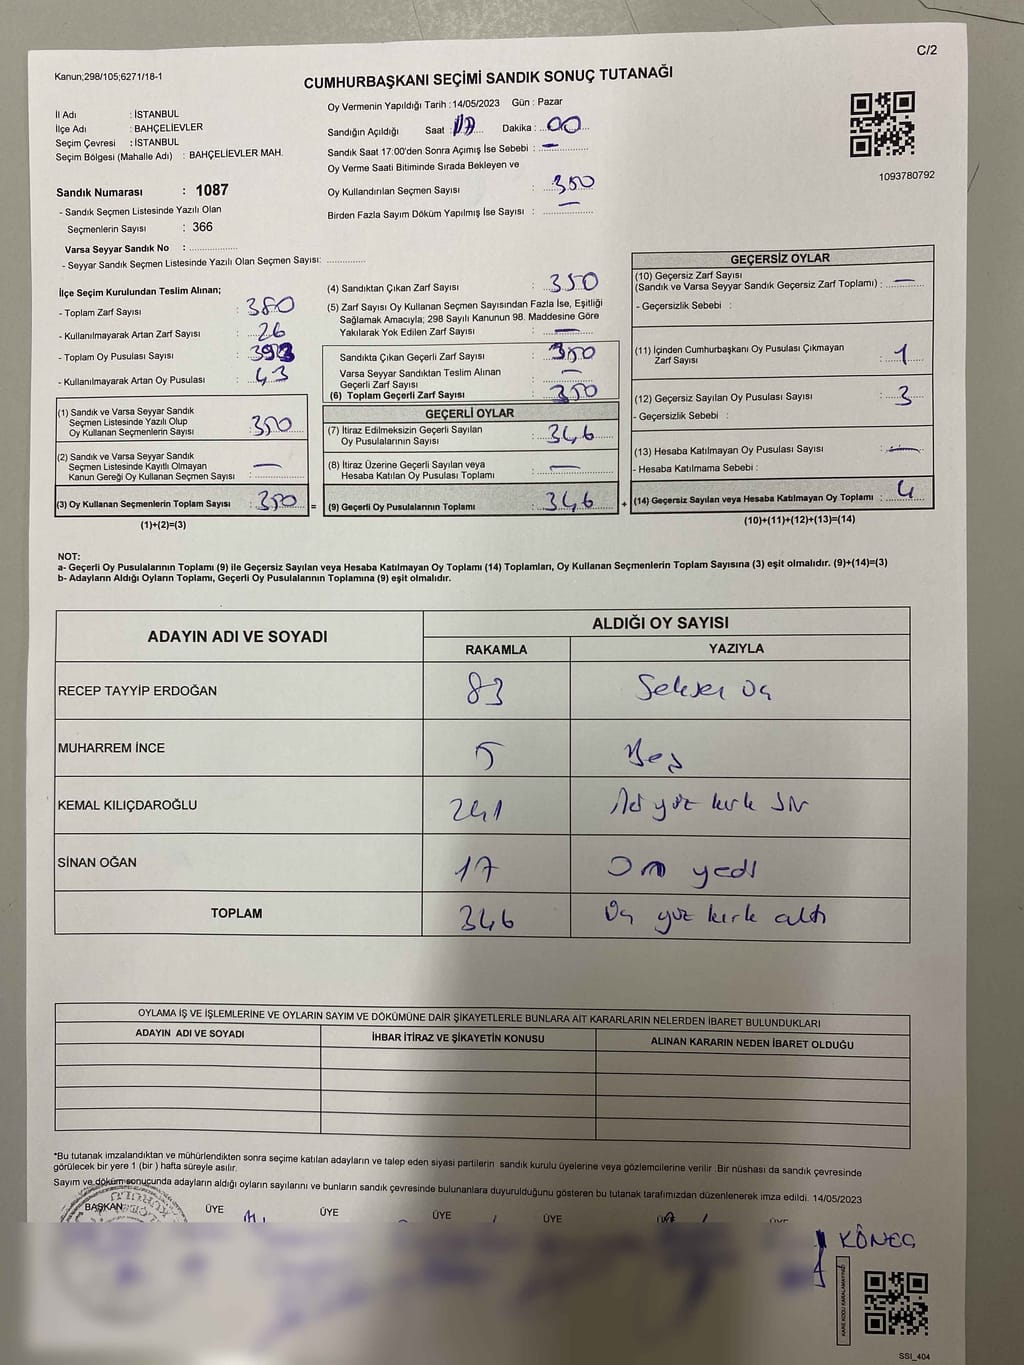 C/2
Kanun;298/105;6271/18-1
CUMHURBAŞKANI SEÇİMİ SANDIK SONUÇ TUTANAĞI
İl Adı : İSTANBUL
İlçe Adı : BAHÇELİEVLER
Seçim Çevresi : İSTANBUL
Seçim Bölgesi (Mahalle Adı) : BAHÇELİEVLER MAH.
Sandık Numarası : 1087
- Sandık Seçmen Listesinde Yazılı Olan
Seçmenlerin Sayısı : 366
Varsa Seyyar Sandık No : ..................
- Seyyar Sandık Seçmen Listesinde Yazılı Olan Seçmen Sayısı: ..............
Oy Vermenin Yapıldığı Tarih : 14/05/2023 Gün : Pazar
Sandığın Açıldığı Saat : 17 Dakika : 00
Sandık Saat 17:00'den Sonra Açımış İse Sebebi : —
Oy Verme Saati Bitiminde Sırada Bekleyen ve
Oy Kullandırılan Seçmen Sayısı : 350
Birden Fazla Sayım Döküm Yapılmış İse Sayısı : —
1093780792
İlçe Seçim Kurulundan Teslim Alınan;
- Toplam Zarf Sayısı : 380
- Kullanılmayarak Artan Zarf Sayısı : 26
- Toplam Oy Pusulası Sayısı : 393
- Kullanılmayarak Artan Oy Pusulası : 43
(1) Sandık ve Varsa Seyyar Sandık
Seçmen Listesinde Yazılı Olup
Oy Kullanan Seçmenlerin Sayısı : 350
(2) Sandık ve Varsa Seyyar Sandık
Seçmen Listesinde Kayıtlı Olmayan
Kanun Gereği Oy Kullanan Seçmen Sayısı : —
(3) Oy Kullanan Seçmenlerin Toplam Sayısı : 350 =
(1)+(2)=(3)
(4) Sandıktan Çıkan Zarf Sayısı : 350
(5) Zarf Sayısı Oy Kullanan Seçmen Sayısından Fazla İse, Eşitliği
Sağlamak Amacıyla; 298 Sayılı Kanunun 98. Maddesine Göre
Yakılarak Yok Edilen Zarf Sayısı : —
Sandıkta Çıkan Geçerli Zarf Sayısı : 350
Varsa Seyyar Sandıktan Teslim Alınan
Geçerli Zarf Sayısı : —
(6) Toplam Geçerli Zarf Sayısı : 350
GEÇERLİ OYLAR
(7) İtiraz Edilmeksizin Geçerli Sayılan
Oy Pusulalarının Sayısı : 346
(8) İtiraz Üzerine Geçerli Sayılan veya
Hesaba Katılan Oy Pusulası Toplamı : —
(9) Geçerli Oy Pusulalarının Toplamı : 346 +
GEÇERSİZ OYLAR
(10) Geçersiz Zarf Sayısı
(Sandık ve Varsa Seyyar Sandık Geçersiz Zarf Toplamı) : —
- Geçersizlik Sebebi :
(11) İçinden Cumhurbaşkanı Oy Pusulası Çıkmayan
Zarf Sayısı : 1
(12) Geçersiz Sayılan Oy Pusulası Sayısı : 3
- Geçersizlik Sebebi :
(13) Hesaba Katılmayan Oy Pusulası Sayısı : —
- Hesaba Katılmama Sebebi :
(14) Geçersiz Sayılan veya Hesaba Katılmayan Oy Toplamı : 4
(10)+(11)+(12)+(13)=(14)
NOT:
a- Geçerli Oy Pusulalarının Toplamı (9) ile Geçersiz Sayılan veya Hesaba Katılmayan Oy Toplamı (14) Toplamları, Oy Kullanan Seçmenlerin Toplam Sayısına (3) eşit olmalıdır. (9)+(14)=(3)
b- Adayların Aldığı Oyların Toplamı, Geçerli Oy Pusulalarının Toplamına (9) eşit olmalıdır.
ADAYIN ADI VE SOYADI ALDIĞI OY SAYISI
RAKAMLA YAZIYLA
RECEP TAYYİP ERDOĞAN 83 Seksen üç
MUHARREM İNCE 5 Beş
KEMAL KILIÇDAROĞLU 241 İki yüz kırk bir
SİNAN OĞAN 17 On yedi
TOPLAM 346 Üç yüz kırk altı
OYLAMA İŞ VE İŞLEMLERİNE VE OYLARIN SAYIM VE DÖKÜMÜNE DAİR ŞİKAYETLERLE BUNLARA AİT KARARLARIN NELERDEN İBARET BULUNDUKLARI
ADAYIN ADI VE SOYADI İHBAR İTİRAZ VE ŞİKAYETİN KONUSU ALINAN KARARIN NEDEN İBARET OLDUĞU
*Bu tutanak imzalandıktan ve mühürlendikten sonra seçime katılan adayların ve talep eden siyasi partilerin sandık kurulu üyelerine veya gözlemcilerine verilir .Bir nüshası da sandık çevresinde
görülecek bir yere 1 (bir ) hafta süreyle asılır.
Sayım ve döküm sonucunda adayların aldığı oyların sayılarını ve bunların sandık çevresinde bulunanlara duyurulduğunu gösteren bu tutanak tarafımızdan düzenlenerek imza edildi. 14/05/2023
BAŞKAN ÜYE ÜYE ÜYE ÜYE ÜYE ÜYE
KARE KODU KARALAMAYINIZ
SSI_404